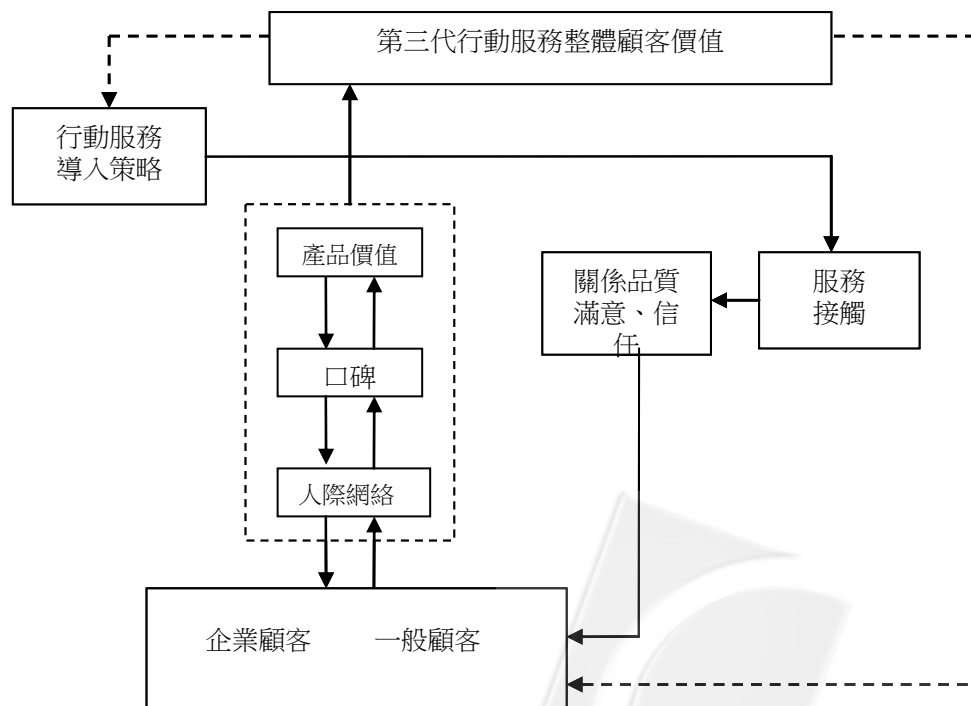 第三代行動服務整體顧客價值
行動服務
導入策略
產品價值
關係品質
滿意、信
任
服務
接觸
口碑
人際網絡
企業顧客 一般顧客